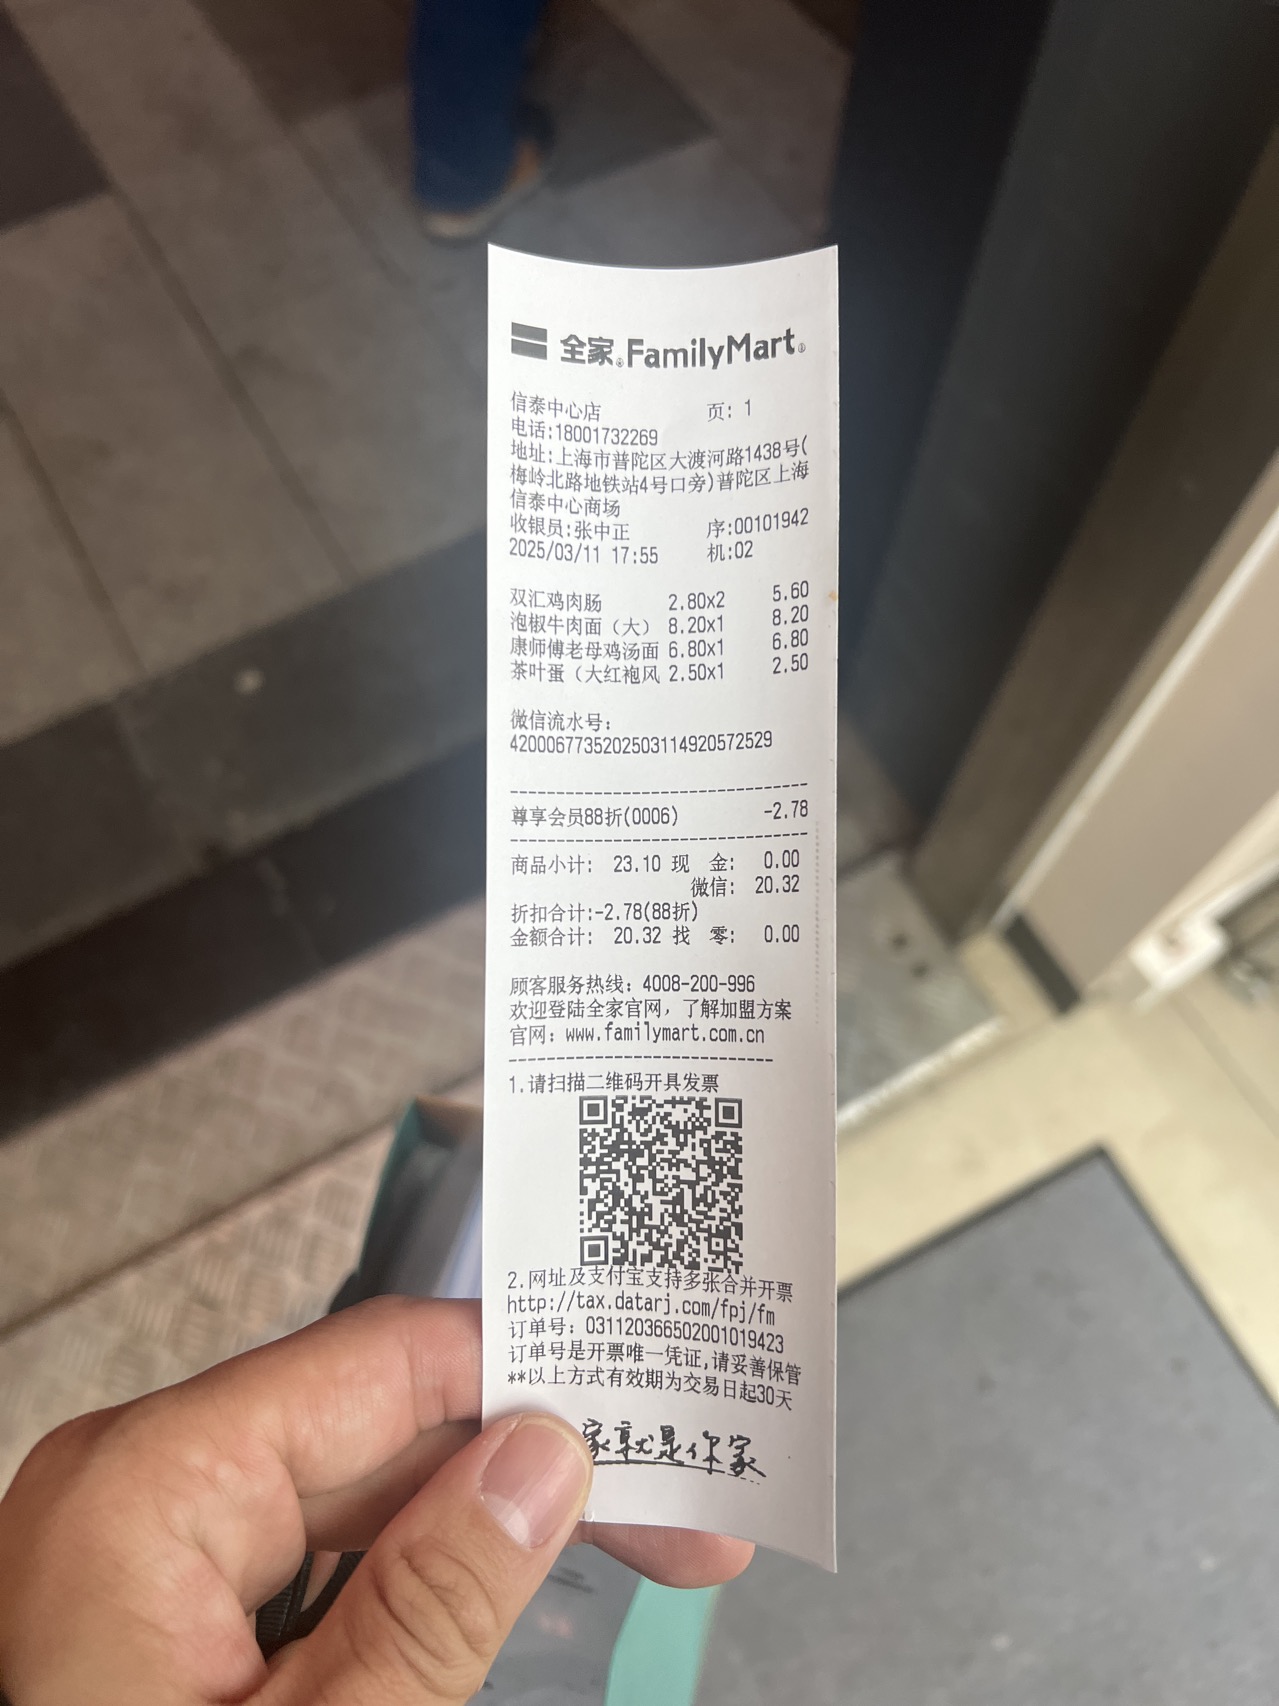 全家 FamilyMart
信泰中心店 页: 1
电话:18001732269
地址:上海市普陀区大渡河路1438号(
梅岭北路地铁站4号口旁)普陀区上海
信泰中心商场
收银员:张中正 序:00101942
2025/03/11 17:55 机:02
双汇鸡肉肠 2.80x2 5.60
泡椒牛肉面（大） 8.20x1 8.20
康师傅老母鸡汤面 6.80x1 6.80
茶叶蛋（大红袍风 2.50x1 2.50
微信流水号:
4200067735202503114920572529
尊享会员88折(0006) -2.78
商品小计: 23.10 现 金: 0.00
微信: 20.32
折扣合计:-2.78(88折)
金额合计: 20.32 找 零: 0.00
顾客服务热线: 4008-200-996
欢迎登陆全家官网, 了解加盟方案
官网: www.familymart.com.cn
1.请扫描二维码开具发票
2.网址及支付宝支持多张合并开票
http://tax.datarj.com/fpj/fm
订单号: 031120366502001019423
订单号是开票唯一凭证,请妥善保管
**以上方式有效期为交易日起30天
家就是你家